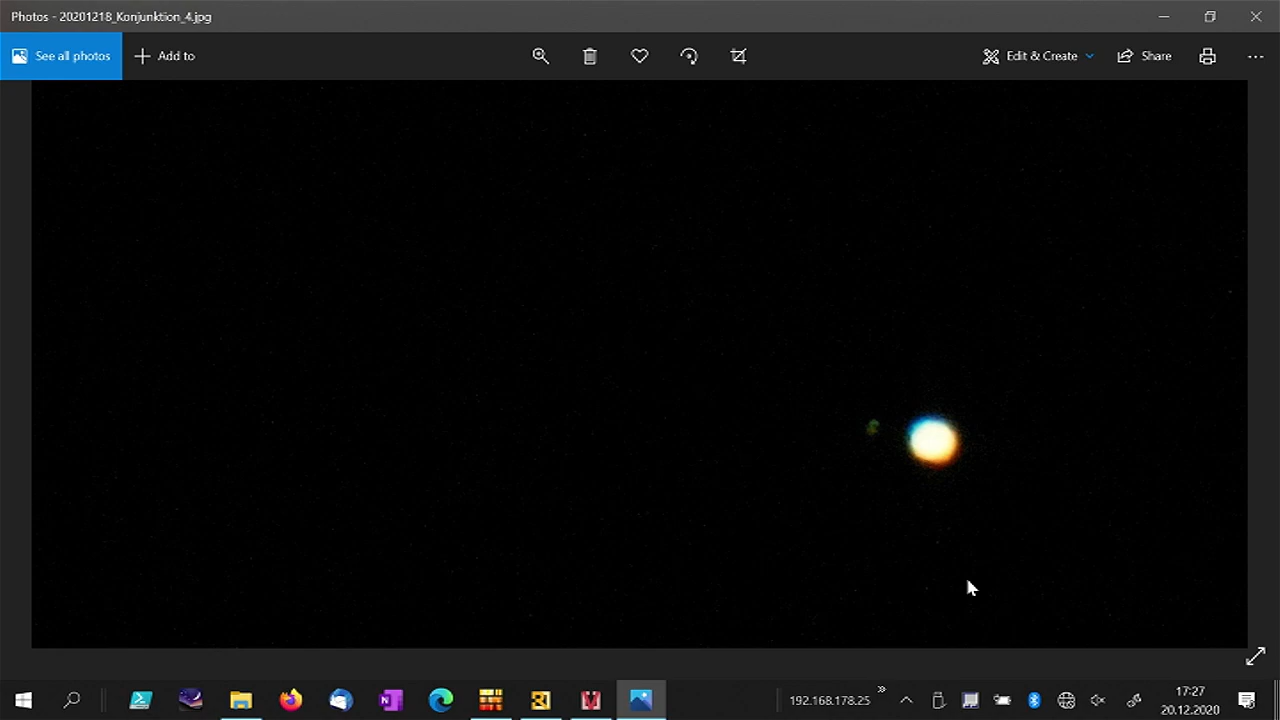 Photos - 20201218_Konjunktion_4.jpg
See all photos
Add to
Edit & Create
Share
192.168.178.25
17:27
20.12.2020